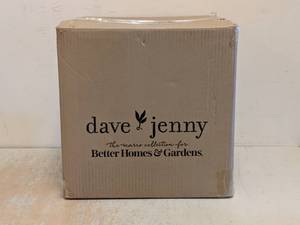 dave jenny
the marrs collection for
Better Homes & Gardens.